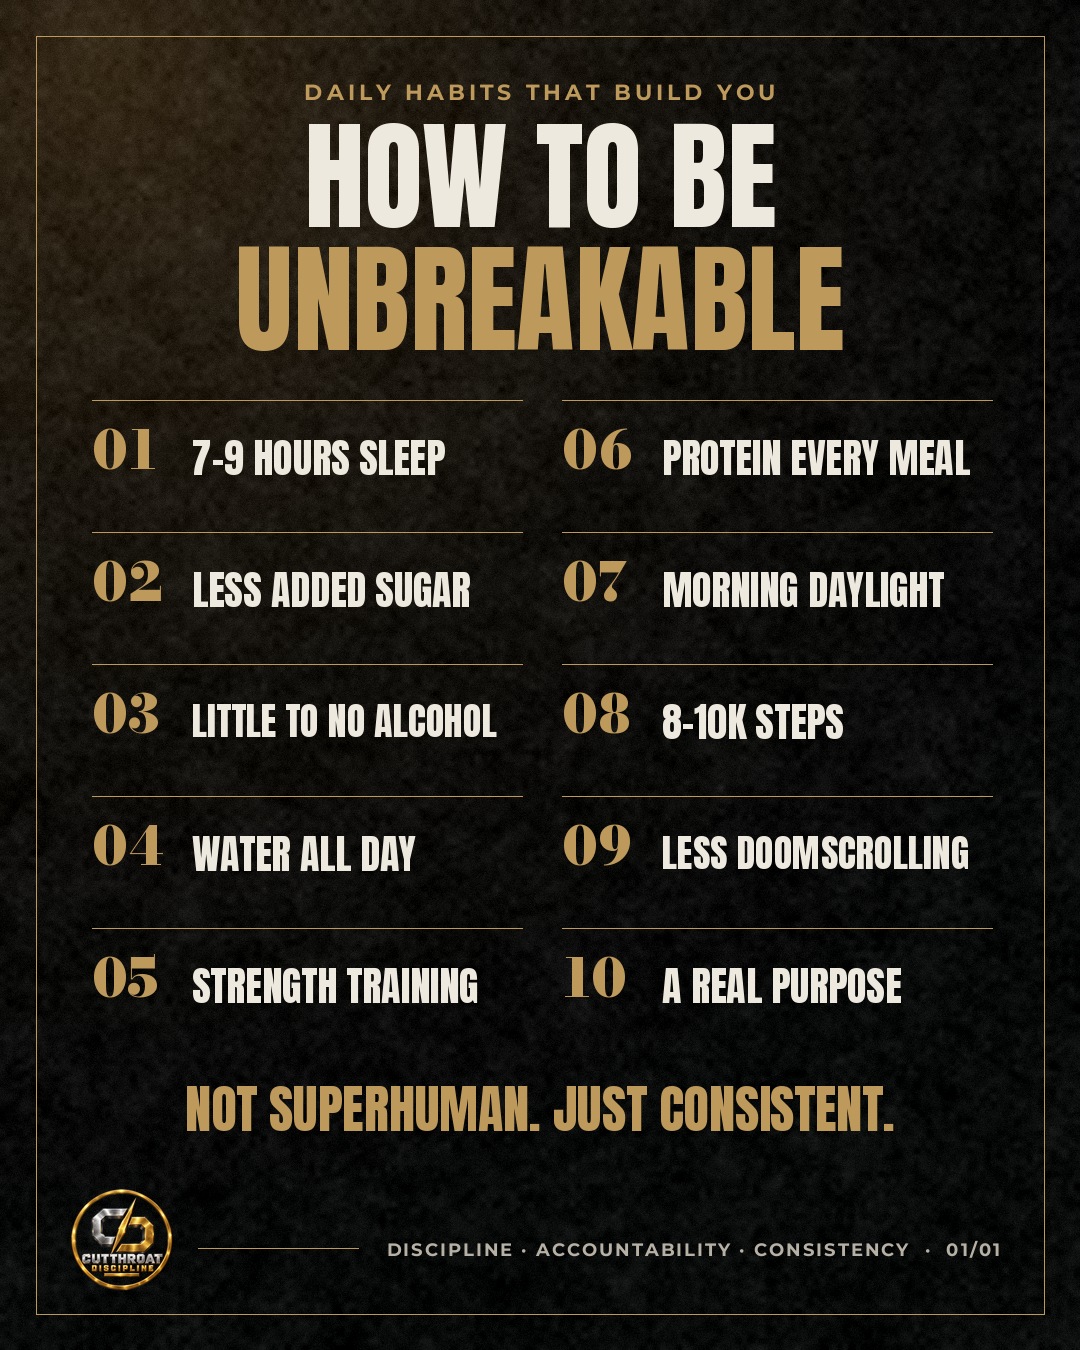 DAILY HABITS THAT BUILD YOU
HOW TO BE
UNBREAKABLE
01 7-9 HOURS SLEEP
02 LESS ADDED SUGAR
03 LITTLE TO NO ALCOHOL
04 WATER ALL DAY
05 STRENGTH TRAINING
06 PROTEIN EVERY MEAL
07 MORNING DAYLIGHT
08 8-10K STEPS
09 LESS DOOMSCROLLING
10 A REAL PURPOSE
NOT SUPERHUMAN. JUST CONSISTENT.
CD
CUTTHROAT
DISCIPLINE
DISCIPLINE · ACCOUNTABILITY · CONSISTENCY · 01/01